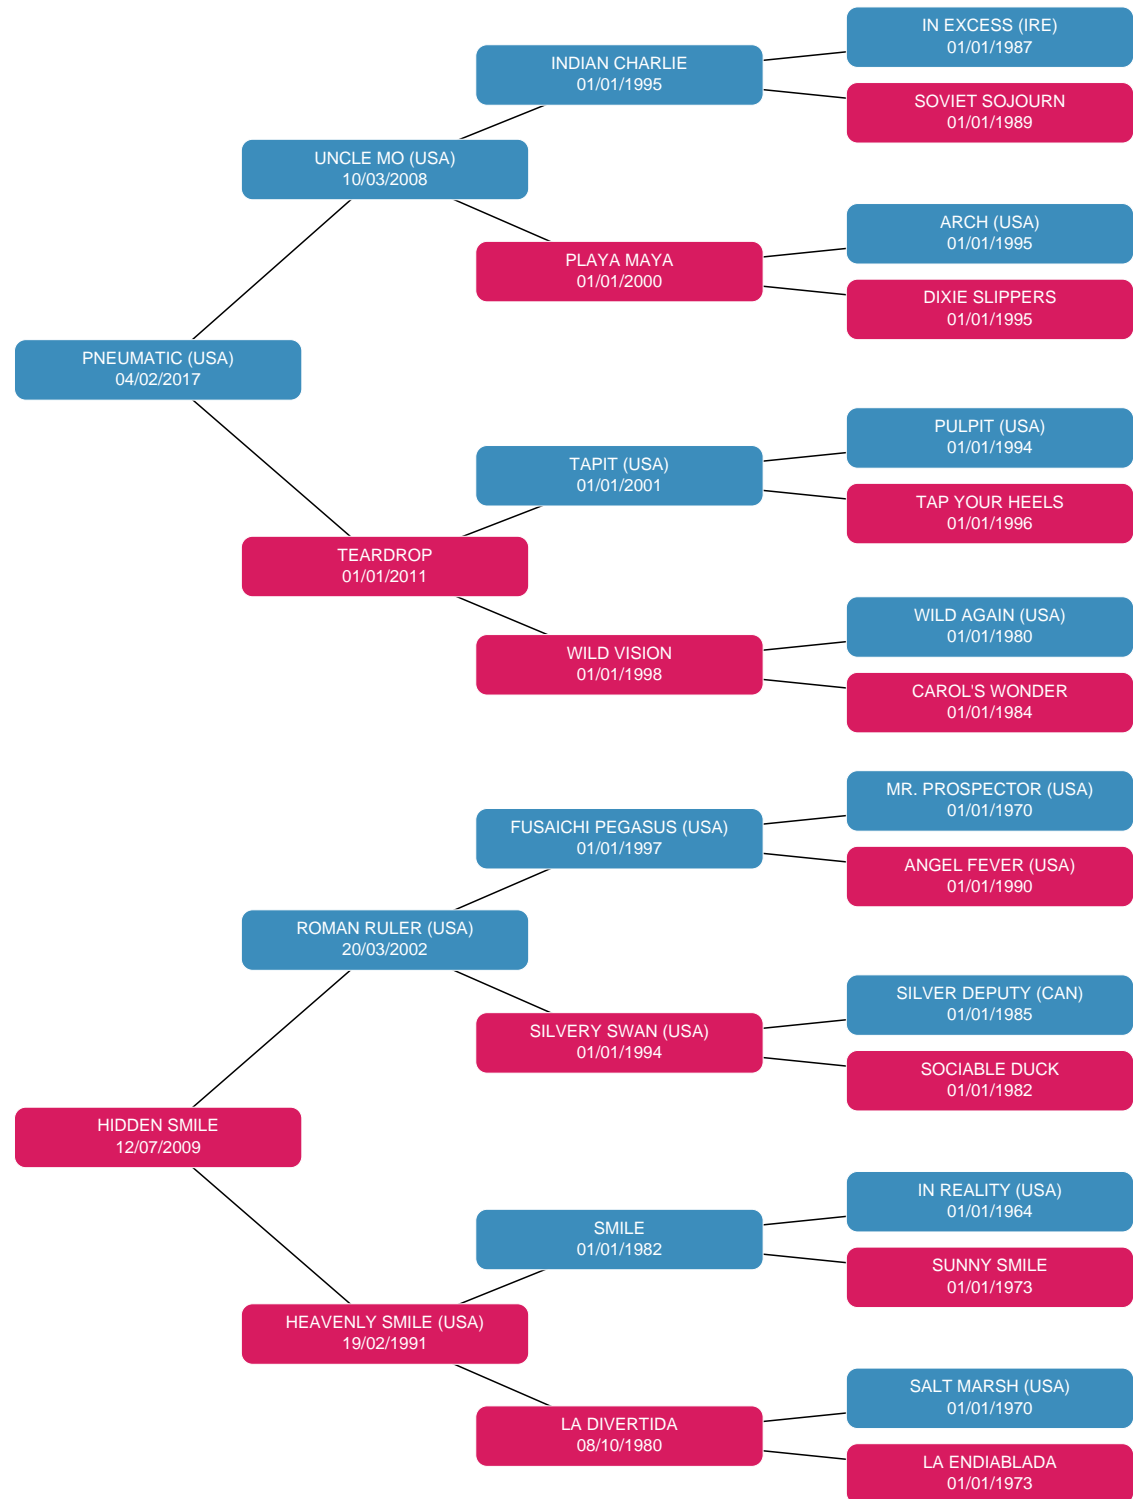 IN EXCESS (IRE)
01/01/1987
INDIAN CHARLIE
01/01/1995
SOVIET SOJOURN
01/01/1989
UNCLE MO (USA)
10/03/2008
ARCH (USA)
01/01/1995
PLAYA MAYA
01/01/2000
DIXIE SLIPPERS
01/01/1995
PNEUMATIC (USA)
04/02/2017
PULPIT (USA)
01/01/1994
TAPIT (USA)
01/01/2001
TAP YOUR HEELS
01/01/1996
TEARDROP
01/01/2011
WILD AGAIN (USA)
01/01/1980
WILD VISION
01/01/1998
CAROL'S WONDER
01/01/1984
MR. PROSPECTOR (USA)
01/01/1970
FUSAICHI PEGASUS (USA)
01/01/1997
ANGEL FEVER (USA)
01/01/1990
ROMAN RULER (USA)
20/03/2002
SILVER DEPUTY (CAN)
01/01/1985
SILVERY SWAN (USA)
01/01/1994
SOCIABLE DUCK
01/01/1982
HIDDEN SMILE
12/07/2009
IN REALITY (USA)
01/01/1964
SMILE
01/01/1982
SUNNY SMILE
01/01/1973
HEAVENLY SMILE (USA)
19/02/1991
SALT MARSH (USA)
01/01/1970
LA DIVERTIDA
08/10/1980
LA ENDIABLADA
01/01/1973